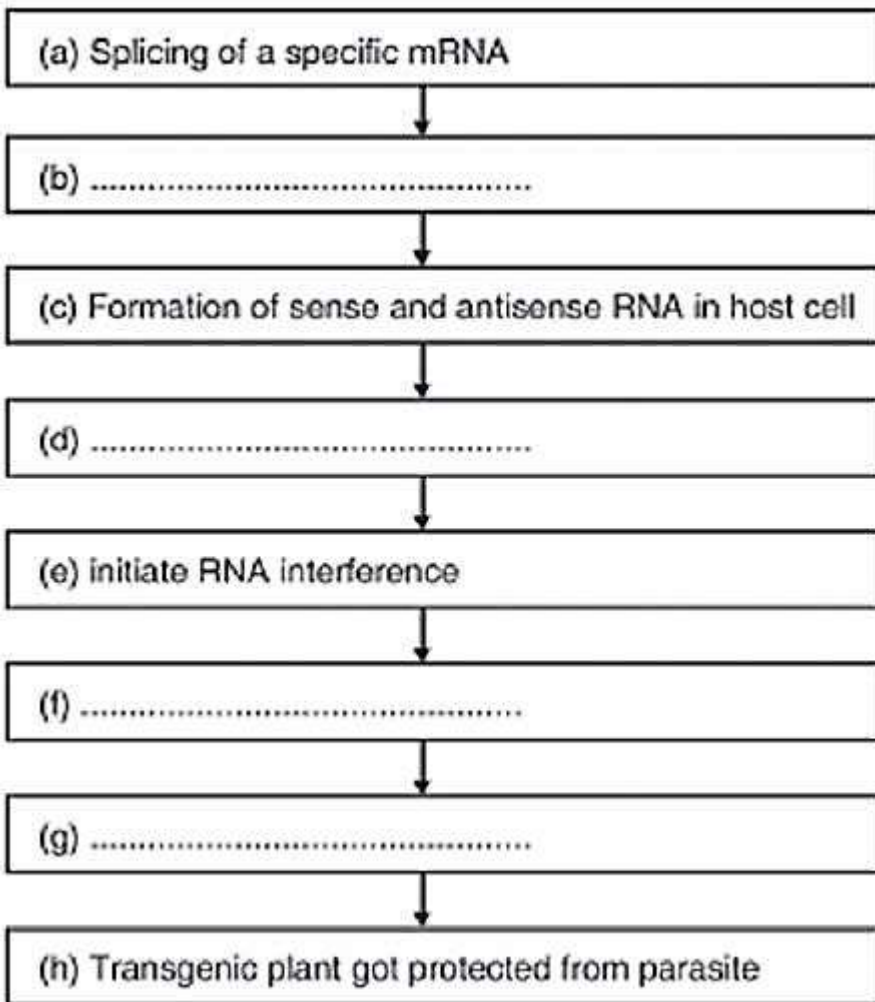 (a) Splicing of a specific mRNA
(b) ..........................................
(c) Formation of sense and antisense RNA in host cell
(d) ..........................................
(e) initiate RNA interference
(f) ..........................................
(g) ..........................................
(h) Transgenic plant got protected from parasite